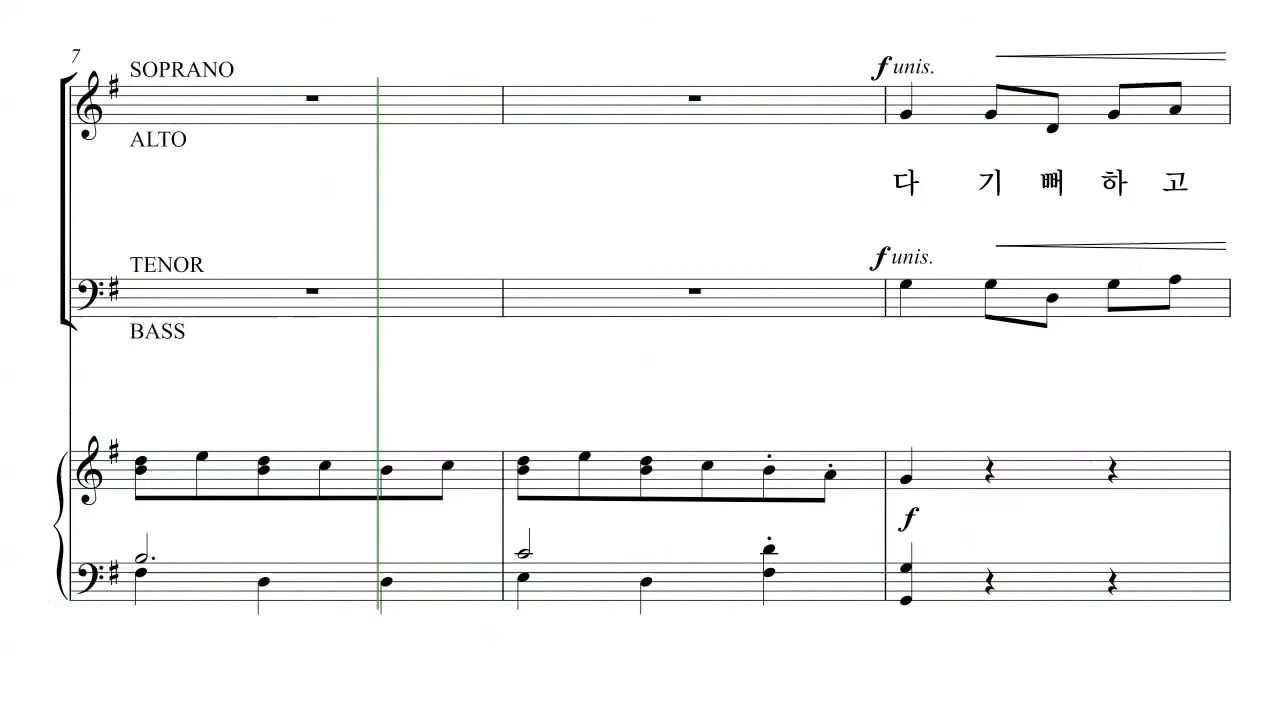 7
SOPRANO
f unis.
ALTO
다 기 뻐 하 고
TENOR
f unis.
BASS
f